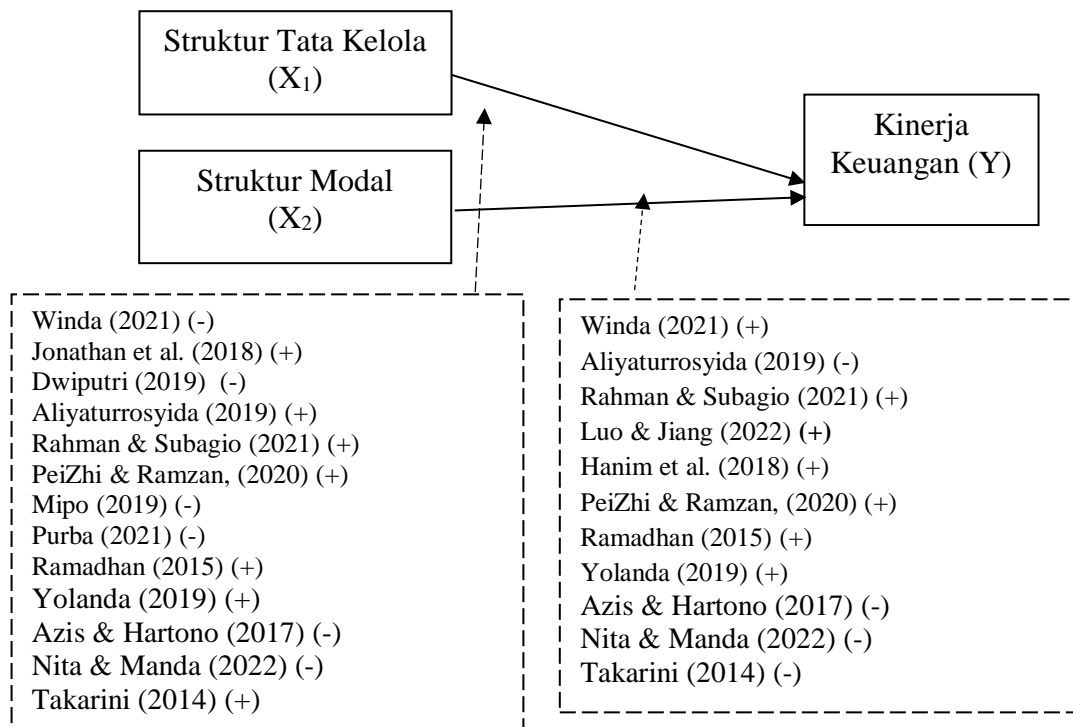 Struktur Tata Kelola
(X₁)
Kinerja
Keuangan (Y)
Struktur Modal
(X₂)
Winda (2021) (-)
Jonathan et al. (2018) (+)
Dwiputri (2019) (-)
Aliyaturrosyida (2019) (+)
Rahman & Subagio (2021) (+)
PeiZhi & Ramzan, (2020) (+)
Mipo (2019) (-)
Purba (2021) (-)
Ramadhan (2015) (+)
Yolanda (2019) (+)
Azis & Hartono (2017) (-)
Nita & Manda (2022) (-)
Takarini (2014) (+)
Winda (2021) (+)
Aliyaturrosyida (2019) (-)
Rahman & Subagio (2021) (+)
Luo & Jiang (2022) (+)
Hanim et al. (2018) (+)
PeiZhi & Ramzan, (2020) (+)
Ramadhan (2015) (+)
Yolanda (2019) (+)
Azis & Hartono (2017) (-)
Nita & Manda (2022) (-)
Takarini (2014) (-)